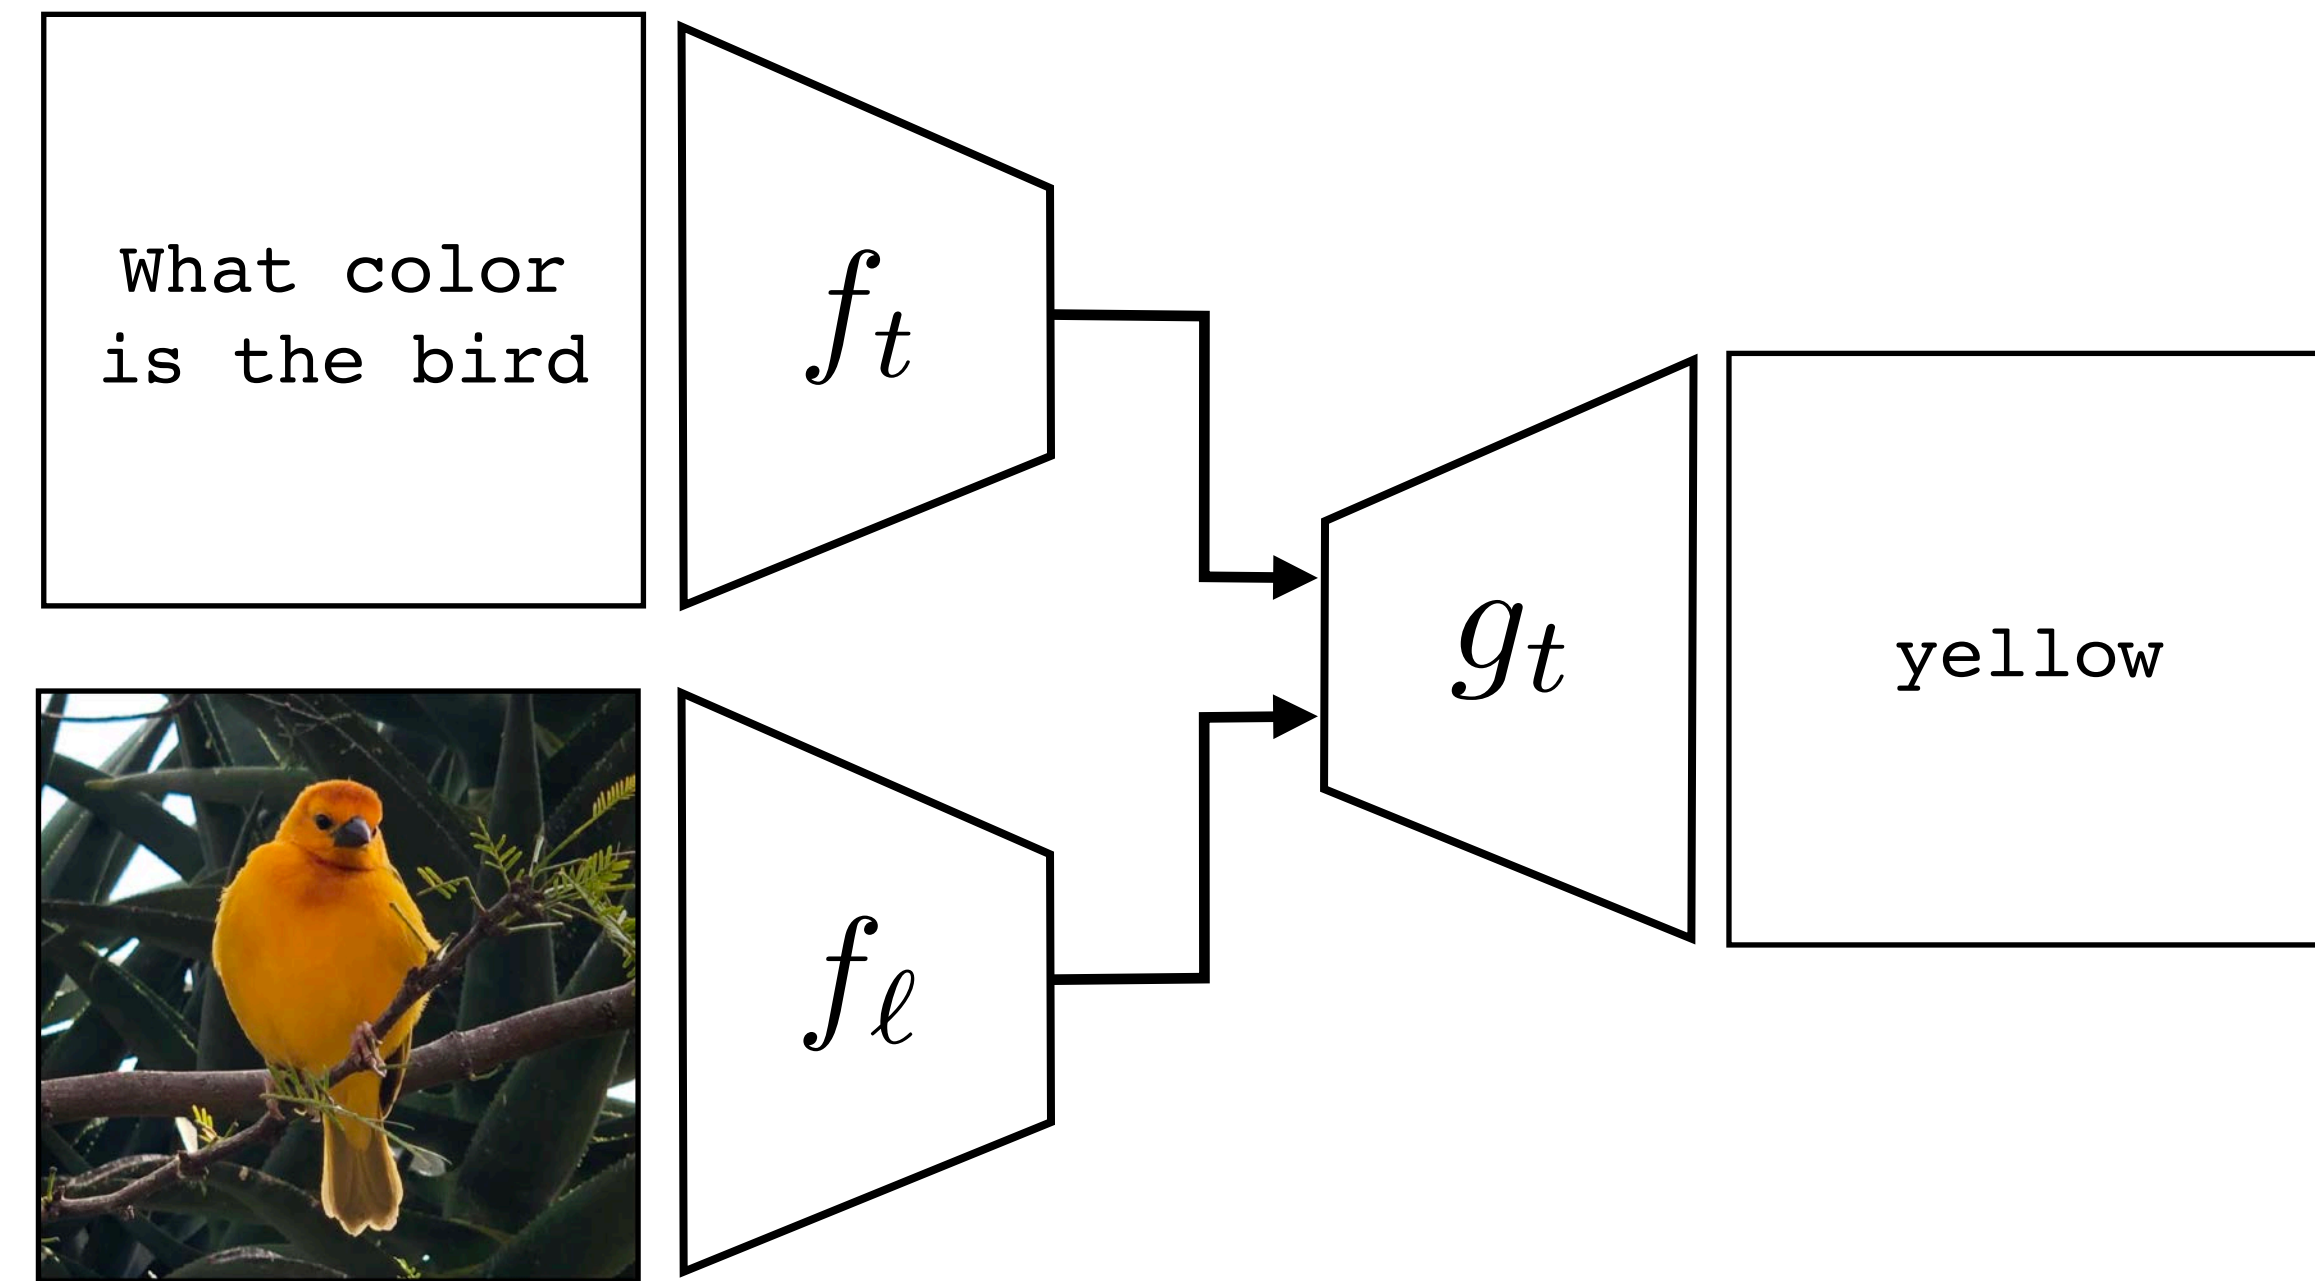 What color
is the bird
f_t
g_t
yellow
f_ℓ